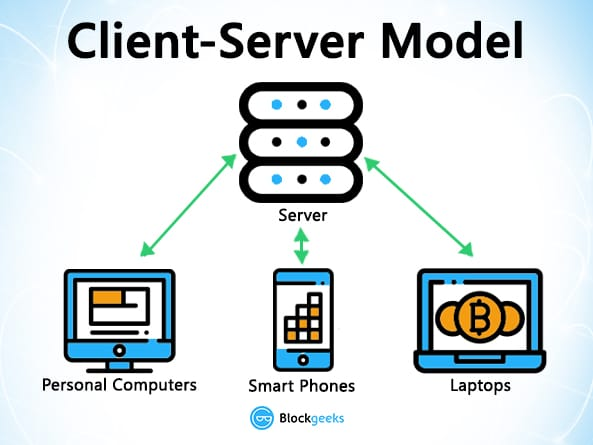 Client-Server Model
Server
Personal Computers
Smart Phones
Laptops
Blockgeeks